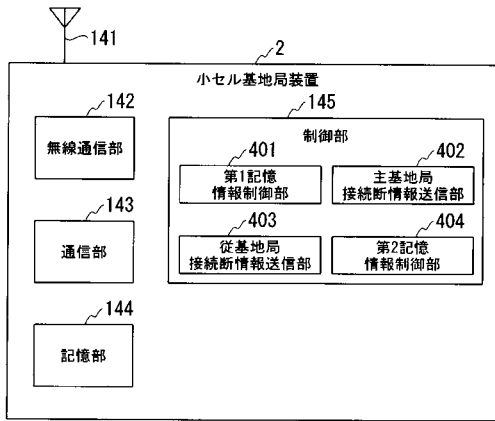 141
2
小セル基地局装置
142
無線通信部
143
通信部
144
記憶部
145
制御部
401
第1記憶
情報制御部
402
主基地局
接続断情報送信部
403
従基地局
接続断情報送信部
404
第2記憶
情報制御部